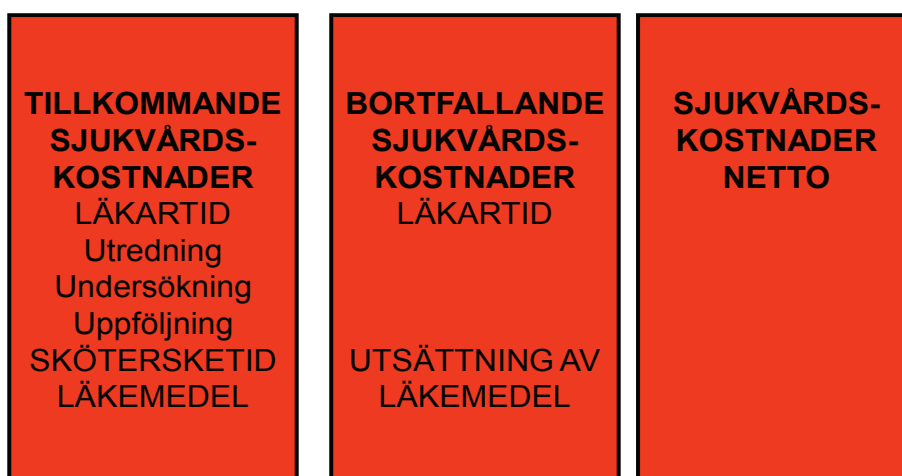 TILLKOMMANDE
SJUKVÅRDS-
KOSTNADER
LÄKARTID
Utredning
Undersökning
Uppföljning
SKÖTERSKETID
LÄKEMEDEL
BORTFALLANDE
SJUKVÅRDS-
KOSTNADER
LÄKARTID
UTSÄTTNING AV
LÄKEMEDEL
SJUKVÅRDS-
KOSTNADER
NETTO